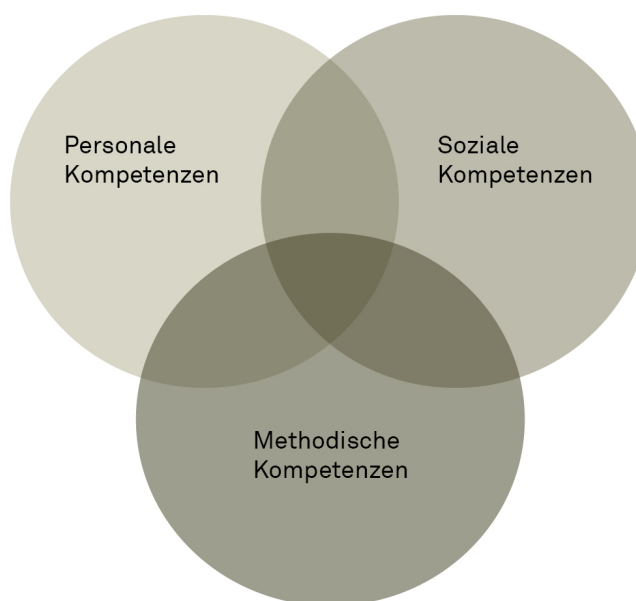 Personale
Kompetenzen
Soziale
Kompetenzen
Methodische
Kompetenzen